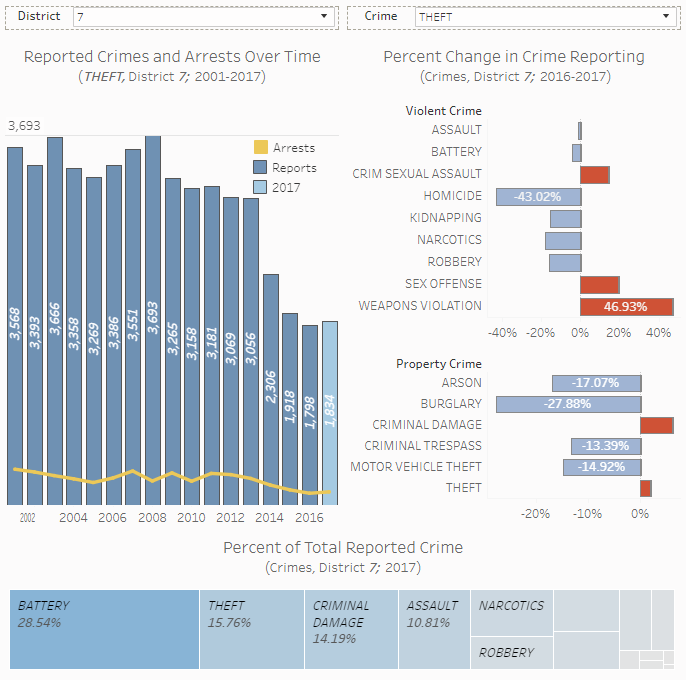 District 7 Crime THEFT
Reported Crimes and Arrests Over Time
(THEFT, District 7; 2001-2017)
3,693
Arrests
Reports
2017
3,568
3,393
3,666
3,358
3,269
3,386
3,551
3,693
3,265
3,158
3,181
3,069
3,056
2,306
1,918
1,798
1,834
2002 2004 2006 2008 2010 2012 2014 2016
Percent Change in Crime Reporting
(Crimes, District 7; 2016-2017)
Violent Crime
ASSAULT
BATTERY
CRIM SEXUAL ASSAULT
HOMICIDE -43.02%
KIDNAPPING
NARCOTICS
ROBBERY
SEX OFFENSE
WEAPONS VIOLATION 46.93%
-40% -20% 0% 20% 40%
Property Crime
ARSON -17.07%
BURGLARY -27.88%
CRIMINAL DAMAGE
CRIMINAL TRESPASS -13.39%
MOTOR VEHICLE THEFT -14.92%
THEFT
-20% -10% 0%
Percent of Total Reported Crime
(Crimes, District 7; 2017)
BATTERY
28.54%
THEFT
15.76%
CRIMINAL
DAMAGE
14.19%
ASSAULT
10.81%
NARCOTICS
ROBBERY